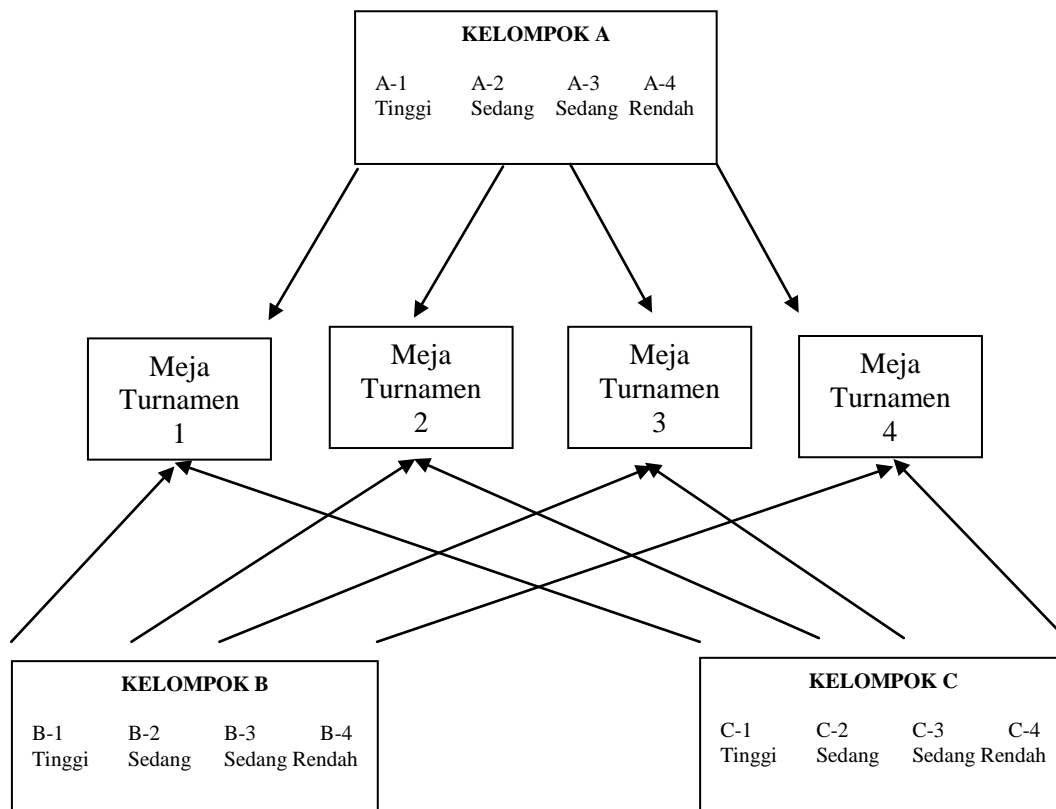 KELOMPOK A
A-1 A-2 A-3 A-4
Tinggi Sedang Sedang Rendah
Meja
Turnamen
1
Meja
Turnamen
2
Meja
Turnamen
3
Meja
Turnamen
4
KELOMPOK B
B-1 B-2 B-3 B-4
Tinggi Sedang Sedang Rendah
KELOMPOK C
C-1 C-2 C-3 C-4
Tinggi Sedang Sedang Rendah